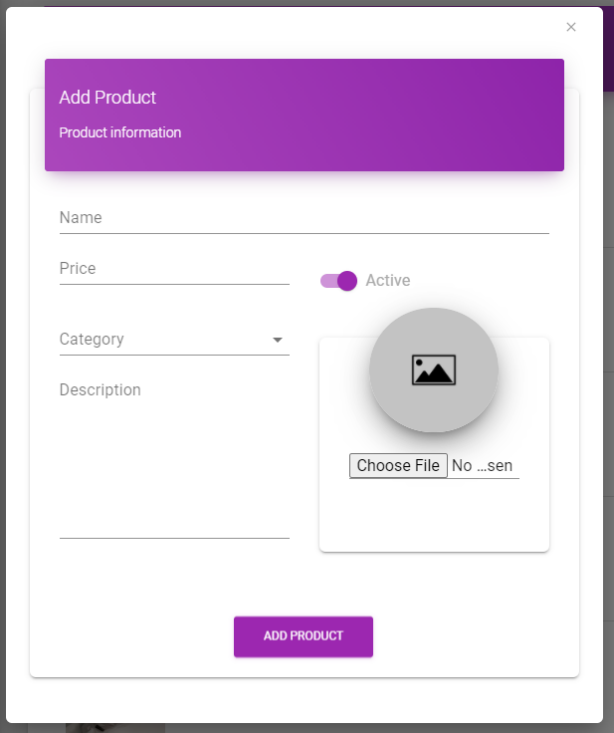 ×
Add Product
Product information
Name
Price
Active
Category
Description
Choose File No ...sen
ADD PRODUCT